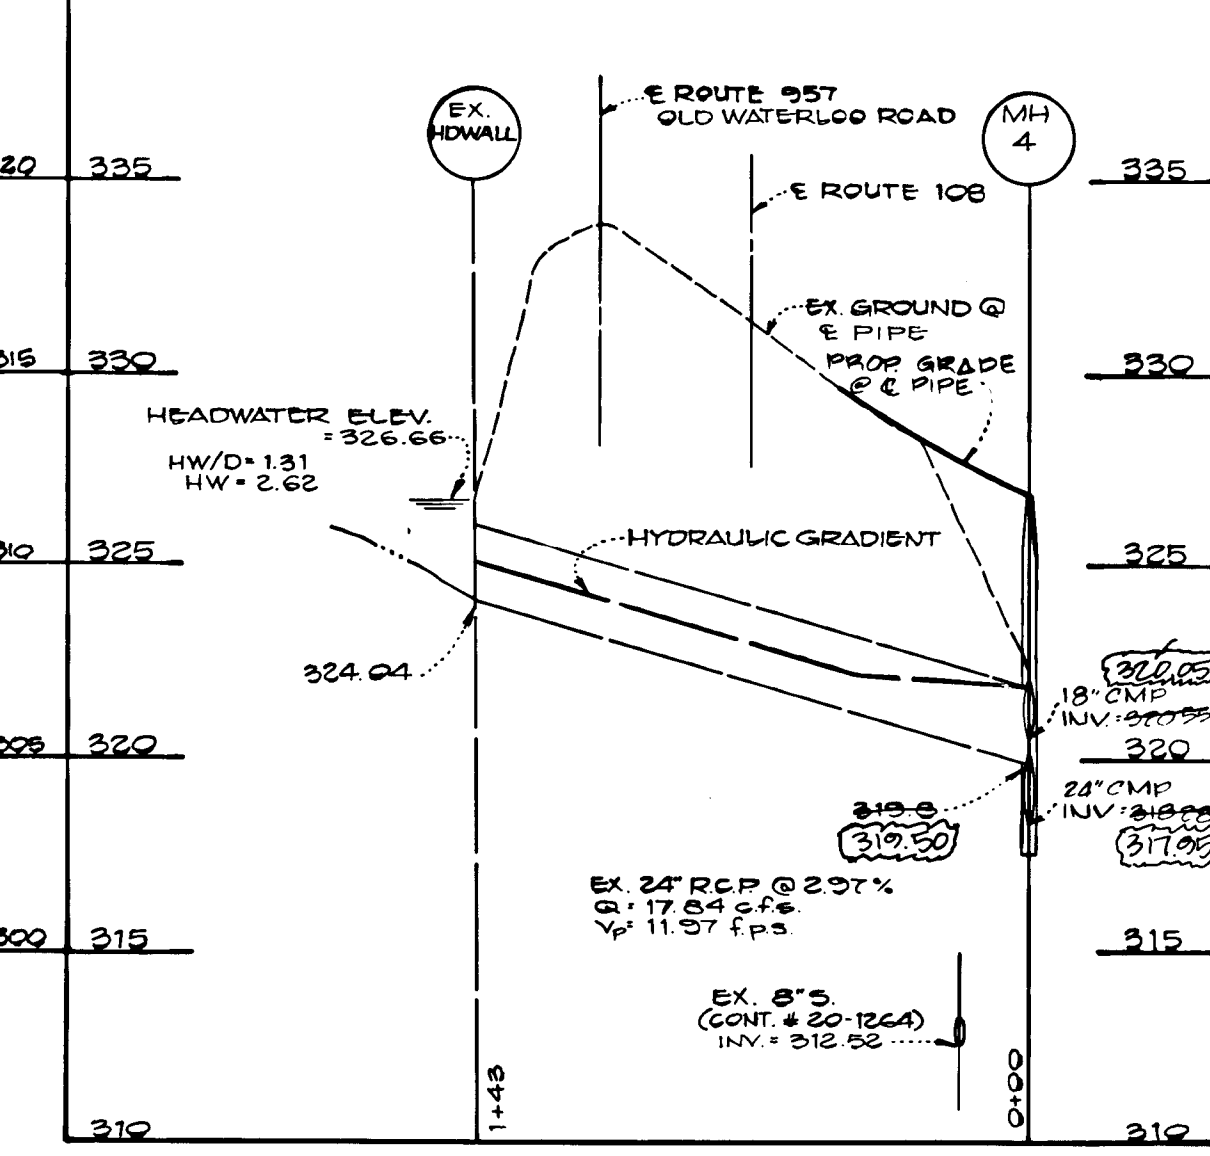 EX.
HDWALL
℄ ROUTE 957
OLD WATERLOO ROAD
MH
4
20
335
℄ ROUTE 108
335
EX. GROUND @
℄ PIPE
315
330
PROP. GRADE
@ ℄ PIPE
330
HEADWATER ELEV.
= 326.66
HW/D = 1.31
HW = 2.62
HYDRAULIC GRADIENT
310
325
325
324.04
320.05
18" CMP
INV. = 320.55
305
320
320
24" CMP
INV =
319.8
319.50
317.95
EX. 24" R.C.P. @ 2.97%
Q = 17.84 c.f.s.
Vp = 11.97 f.p.s.
300
315
315
EX. 8" S.
(CONT. # 20-1264)
INV. = 312.52
1+43
0+00
310
310